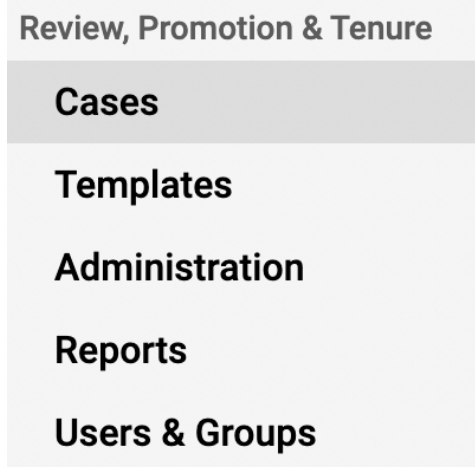 Review, Promotion & Tenure
Cases
Templates
Administration
Reports
Users & Groups